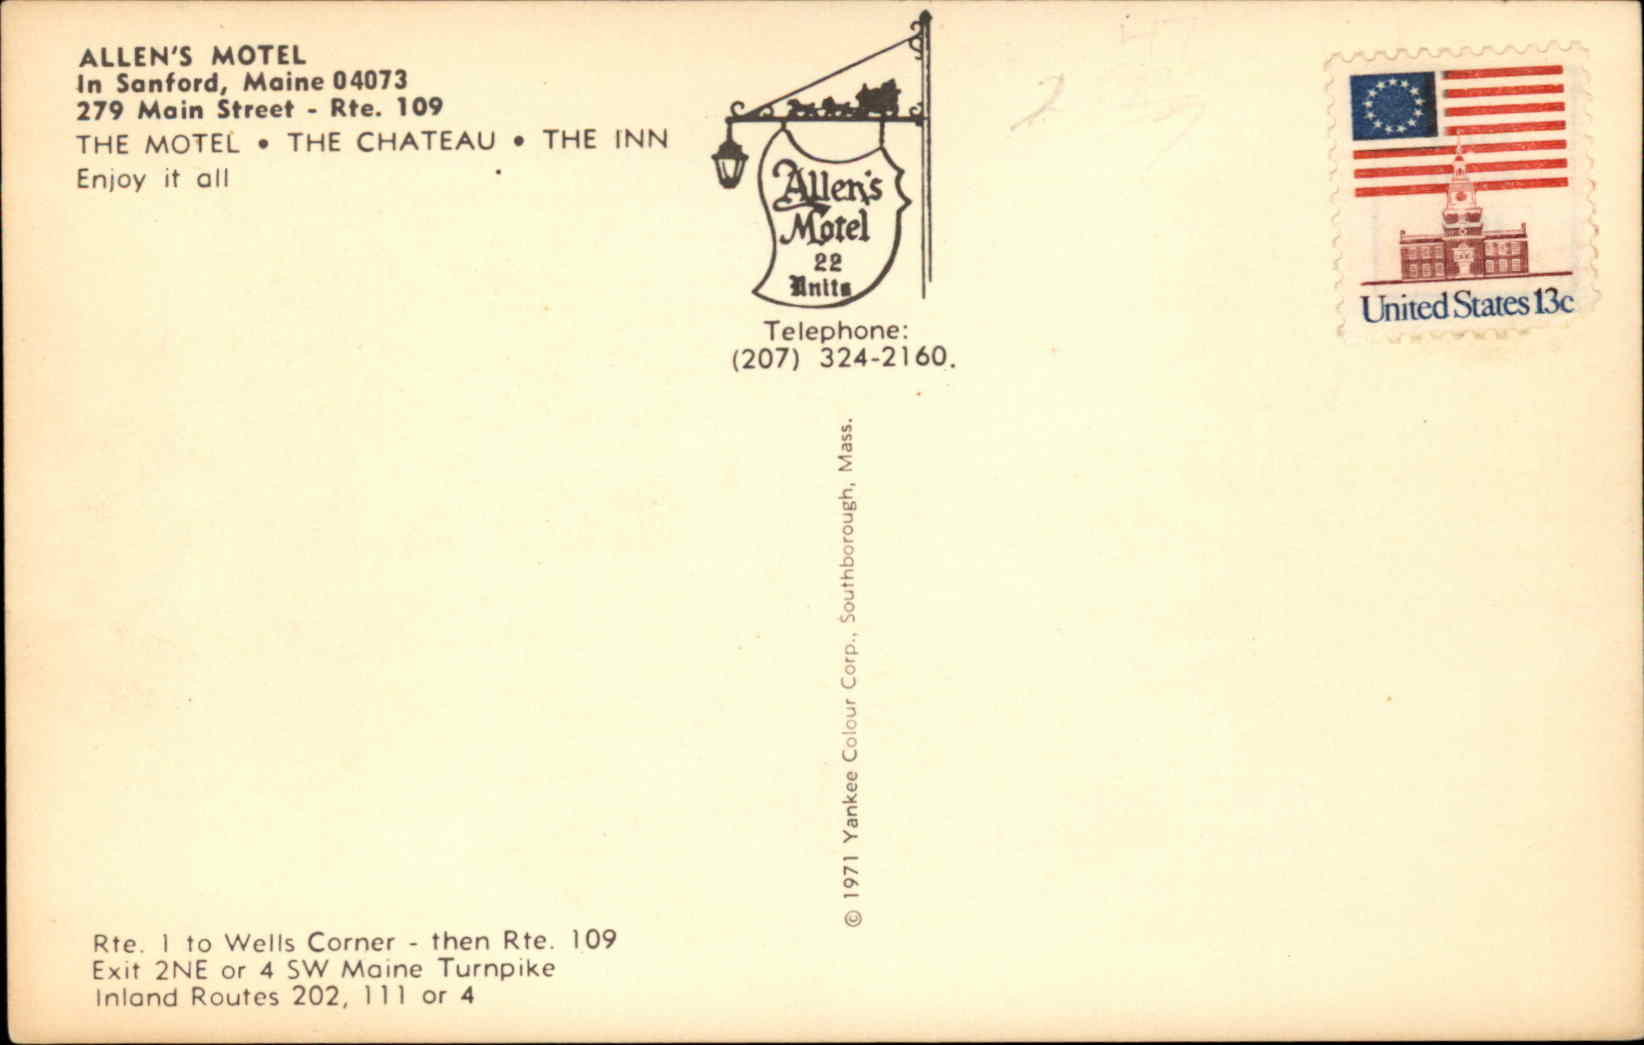 ALLEN'S MOTEL
In Sanford, Maine 04073
279 Main Street - Rte. 109
THE MOTEL • THE CHATEAU • THE INN
Enjoy it all
Allen's
Motel
22
Units
Telephone:
(207) 324-2160.
United States 13c
© 1971 Yankee Colour Corp., Southborough, Mass.
Rte. 1 to Wells Corner - then Rte. 109
Exit 2NE or 4 SW Maine Turnpike
Inland Routes 202, 111 or 4